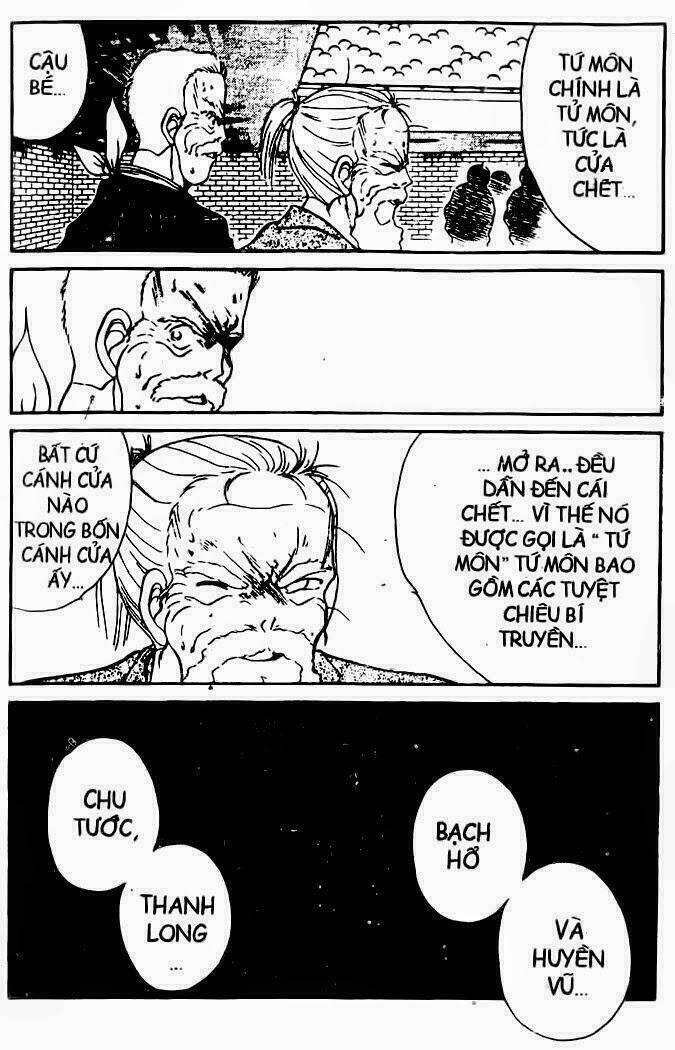 CẬU
BÉ...
TỨ MÔN
CHÍNH LÀ
TỬ MÔN,
TỨC LÀ
CỬA
CHẾT...
BẤT CỨ
CÁNH CỬA
NÀO
TRONG BỐN
CÁNH CỬA
ẤY...
... MỞ RA.. ĐỀU
DẪN ĐẾN CÁI
CHẾT... VÌ THẾ NÓ
ĐƯỢC GỌI LÀ “ TỨ
MÔN” TỨ MÔN BAO
GỒM CÁC TUYỆT
CHIÊU BÍ
TRUYỀN...
CHU
TƯỚC,
THANH
LONG
...
BẠCH
HỔ
VÀ
HUYỀN
VŨ...